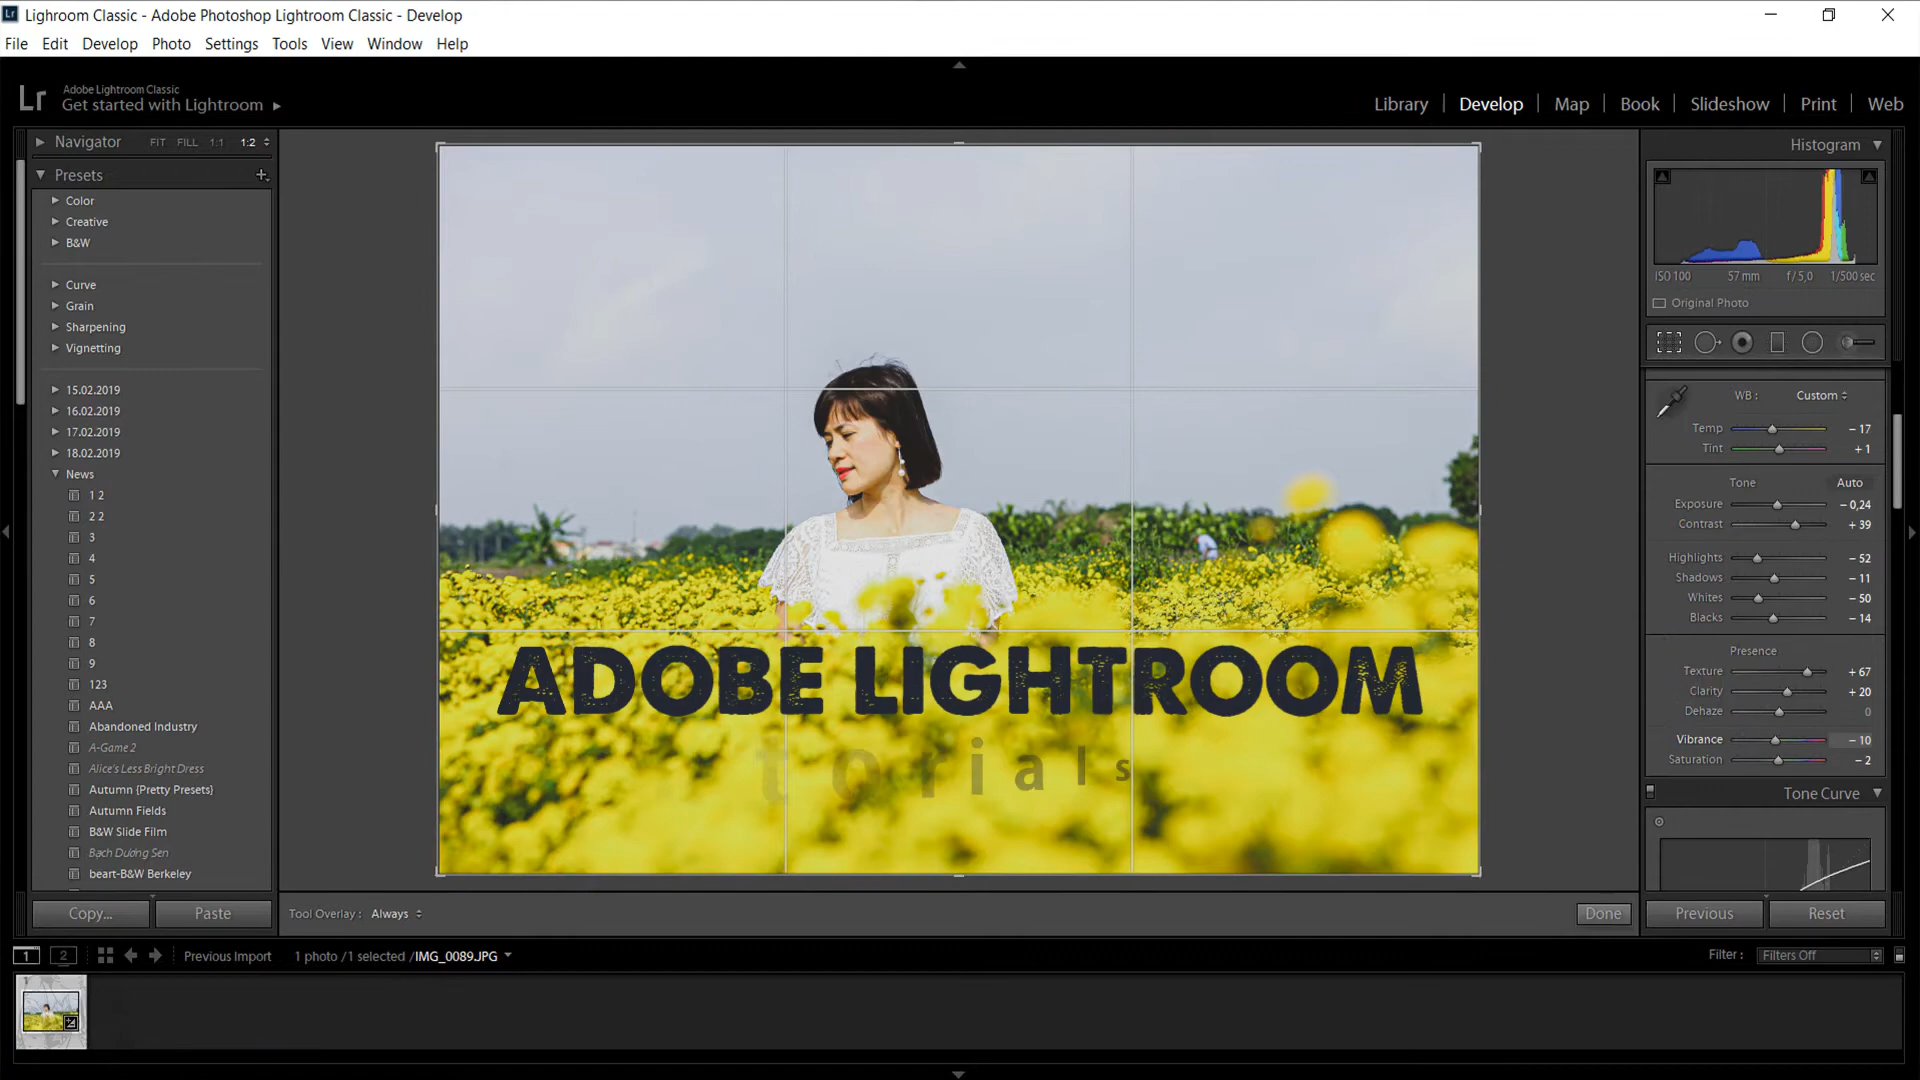 Lighroom Classic - Adobe Photoshop Lightroom Classic - Develop
File Edit Develop Photo Settings Tools View Window Help
Lr
Adobe Lightroom Classic
Get started with Lightroom
Library Develop Map Book Slideshow Print Web
Navigator FIT FILL 1:1 1:2
Presets
Color
Creative
B&W
Curve
Grain
Sharpening
Vignetting
15.02.2019
16.02.2019
17.02.2019
18.02.2019
News
1 2
2 2
3
4
5
6
7
8
9
123
AAA
Abandoned Industry
A-Game 2
Alice's Less Bright Dress
Autumn {Pretty Presets}
Autumn Fields
B&W Slide Film
Bạch Dương Sen
beart-B&W Berkeley
Copy... Paste
ADOBE LIGHTROOM
torials
Tool Overlay : Always
Done
Histogram
ISO 100 57 mm f / 5,0 1/500 sec
Original Photo
WB : Custom
Temp - 17
Tint + 1
Tone Auto
Exposure - 0,24
Contrast + 39
Highlights - 52
Shadows - 11
Whites - 50
Blacks - 14
Presence
Texture + 67
Clarity + 20
Dehaze 0
Vibrance - 10
Saturation - 2
Tone Curve
Previous Reset
1 2 Previous Import 1 photo / 1 selected / IMG_0089.JPG
Filter : Filters Off
1